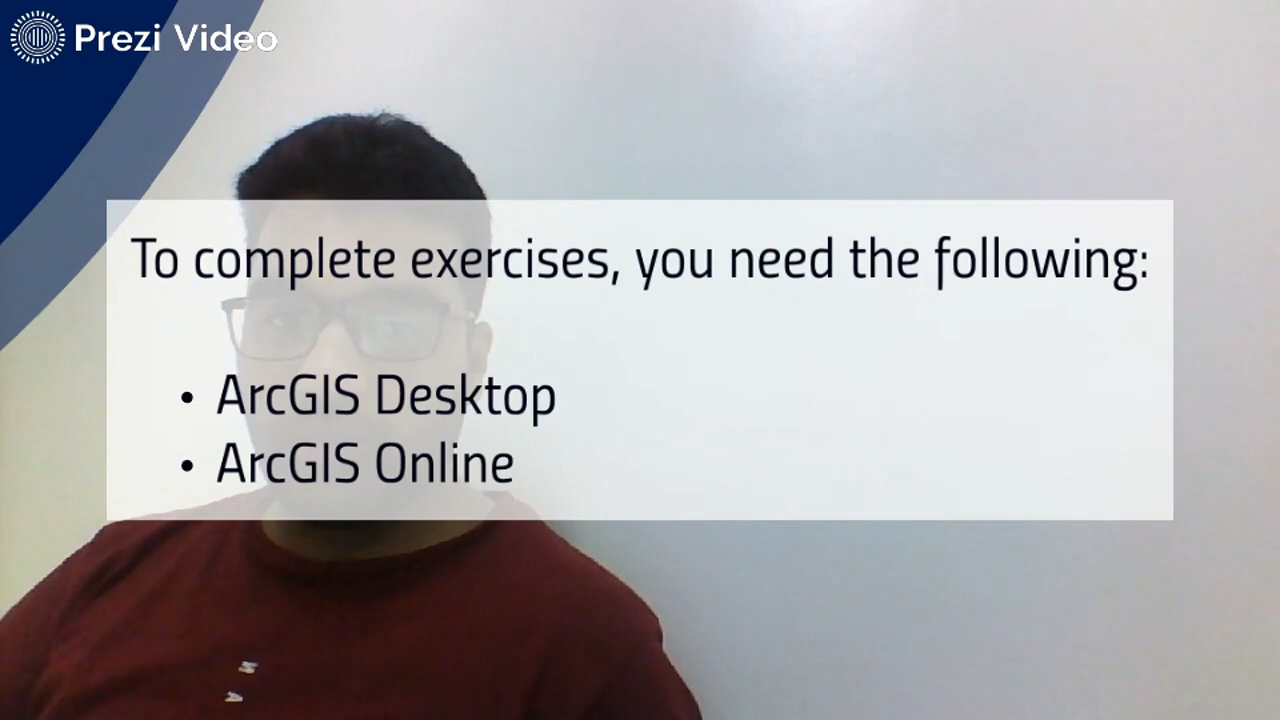 Prezi Video
To complete exercises, you need the following:
• ArcGIS Desktop
• ArcGIS Online